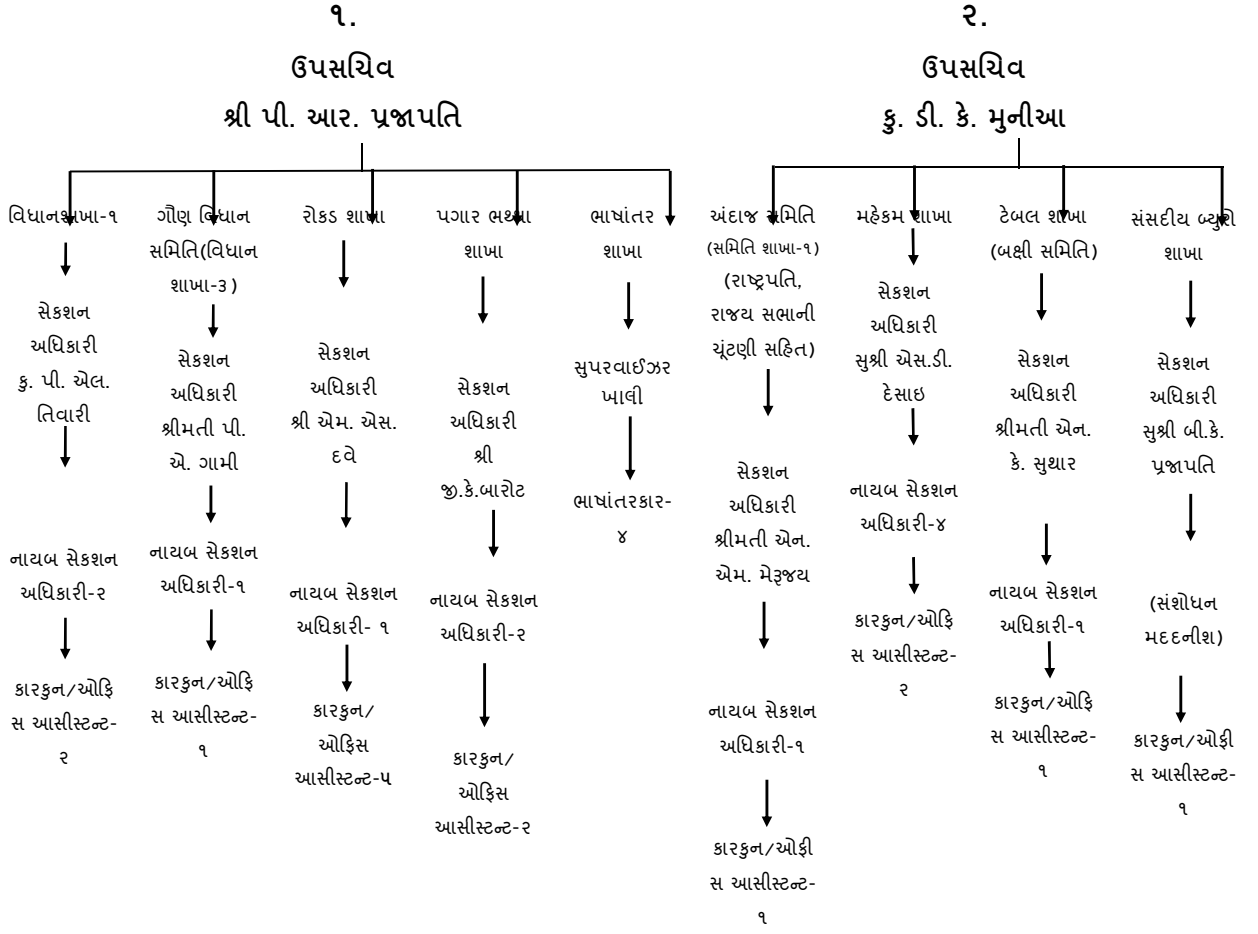 ૧.
ઉપસચિવ
શ્રી પી. આર. પ્રજાપતિ
વિધાનશાખા-૧
સેકશન
અધિકારી
કુ. પી. એલ.
તિવારી
નાયબ સેકશન
અધિકારી-૨
કારકુન/ઓફિ
સ આસીસ્ટન્ટ-
૨
ગૌણ વિધાન
સમિતિ(વિધાન
શાખા-૩)
સેકશન
અધિકારી
શ્રીમતી પી.
એ. ગામી
નાયબ સેકશન
અધિકારી-૧
કારકુન/ઓફિ
સ આસીસ્ટન્ટ-
૧
રોકડ શાખા
સેકશન
અધિકારી
શ્રી એમ. એસ.
દવે
નાયબ સેકશન
અધિકારી- ૧
કારકુન/
ઓફિસ
આસીસ્ટન્ટ-૫
પગાર ભથ્થા
શાખા
સેકશન
અધિકારી
શ્રી
જી.કે.બારોટ
નાયબ સેકશન
અધિકારી-૨
કારકુન/
ઓફિસ
આસીસ્ટન્ટ-૨
ભાષાંતર
શાખા
સુપરવાઈઝર
ખાલી
ભાષાંતરકાર-
૪
૨.
ઉપસચિવ
કુ. ડી. કે. મુનીઆ
અંદાજ સમિતિ
(સમિતિ શાખા-૧)
(રાષ્ટ્રપતિ,
રાજય સભાની
ચૂંટણી સહિત)
સેકશન
અધિકારી
શ્રીમતી એન.
એમ. મેરૂજય
નાયબ સેકશન
અધિકારી-૧
કારકુન/ઓફી
સ આસીસ્ટન્ટ-
૧
મહેકમ શાખા
સેકશન
અધિકારી
સુશ્રી એસ.ડી.
દેસાઇ
નાયબ સેકશન
અધિકારી-૪
કારકુન/ઓફિ
સ આસીસ્ટન્ટ-
૨
ટેબલ શાખા
(બક્ષી સમિતિ)
સેકશન
અધિકારી
શ્રીમતી એન.
કે. સુથાર
નાયબ સેકશન
અધિકારી-૧
કારકુન/ઓફિ
સ આસીસ્ટન્ટ-
૧
સંસદીય બ્યુરો
શાખા
સેકશન
અધિકારી
સુશ્રી બી.કે.
પ્રજાપતિ
(સંશોધન
મદદનીશ)
કારકુન/ઓફી
સ આસીસ્ટન્ટ-
૧